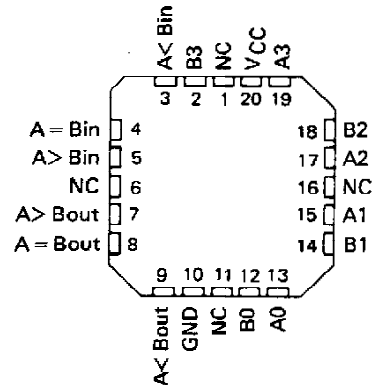 A< Bin
B3
NC
VCC
A3
3 2 1 20 19
A = Bin 4
A> Bin 5
NC 6
A> Bout 7
A = Bout 8
18 B2
17 A2
16 NC
15 A1
14 B1
9 10 11 12 13
A< Bout
GND
NC
B0
A0